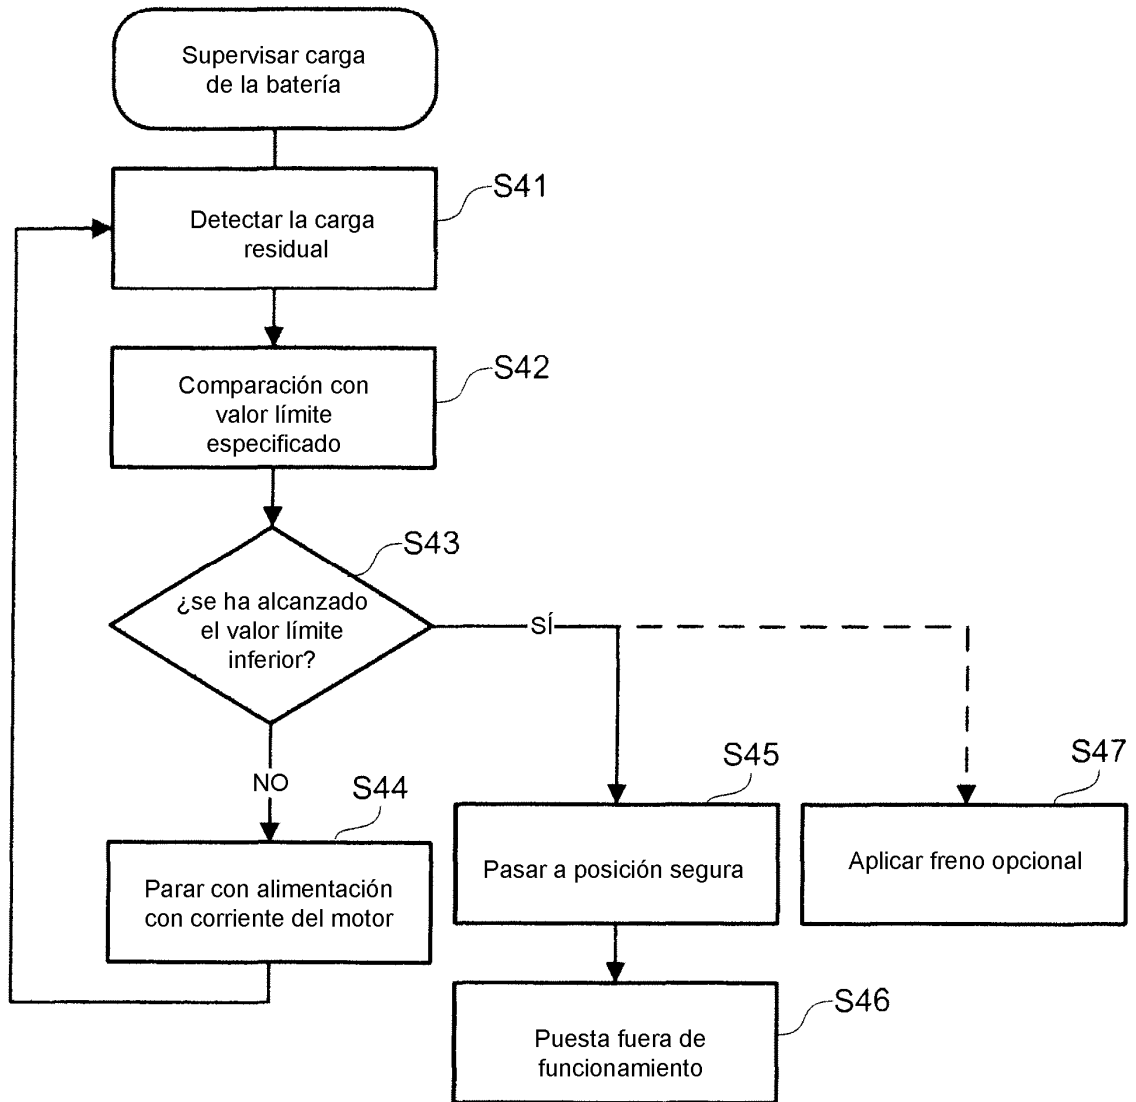 Supervisar carga
de la batería
S41
Detectar la carga
residual
S42
Comparación con
valor límite
especificado
S43
¿se ha alcanzado
el valor límite
inferior?
SÍ
NO
S44
Parar con alimentación
con corriente del motor
S45
Pasar a posición segura
S47
Aplicar freno opcional
S46
Puesta fuera de
funcionamiento